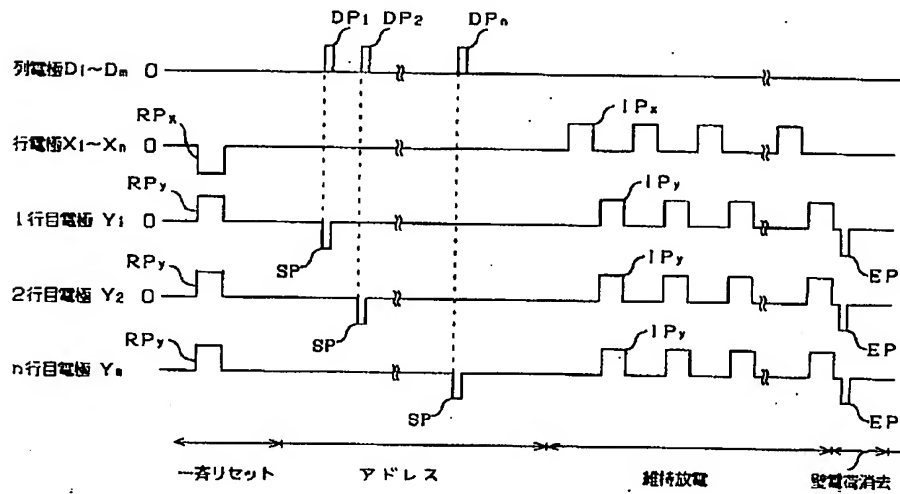 DP1 DP2 DPn
列電極D1~Dm 0
RPx IPx
行電極X1~Xn 0
RPy IPy
1行目電極 Y1 0
SP EP
RPy IPy
2行目電極 Y2 0
SP EP
RPy IPy
n行目電極 Yn
SP EP
一斉リセット アドレス 維持放電 壁電荷消去